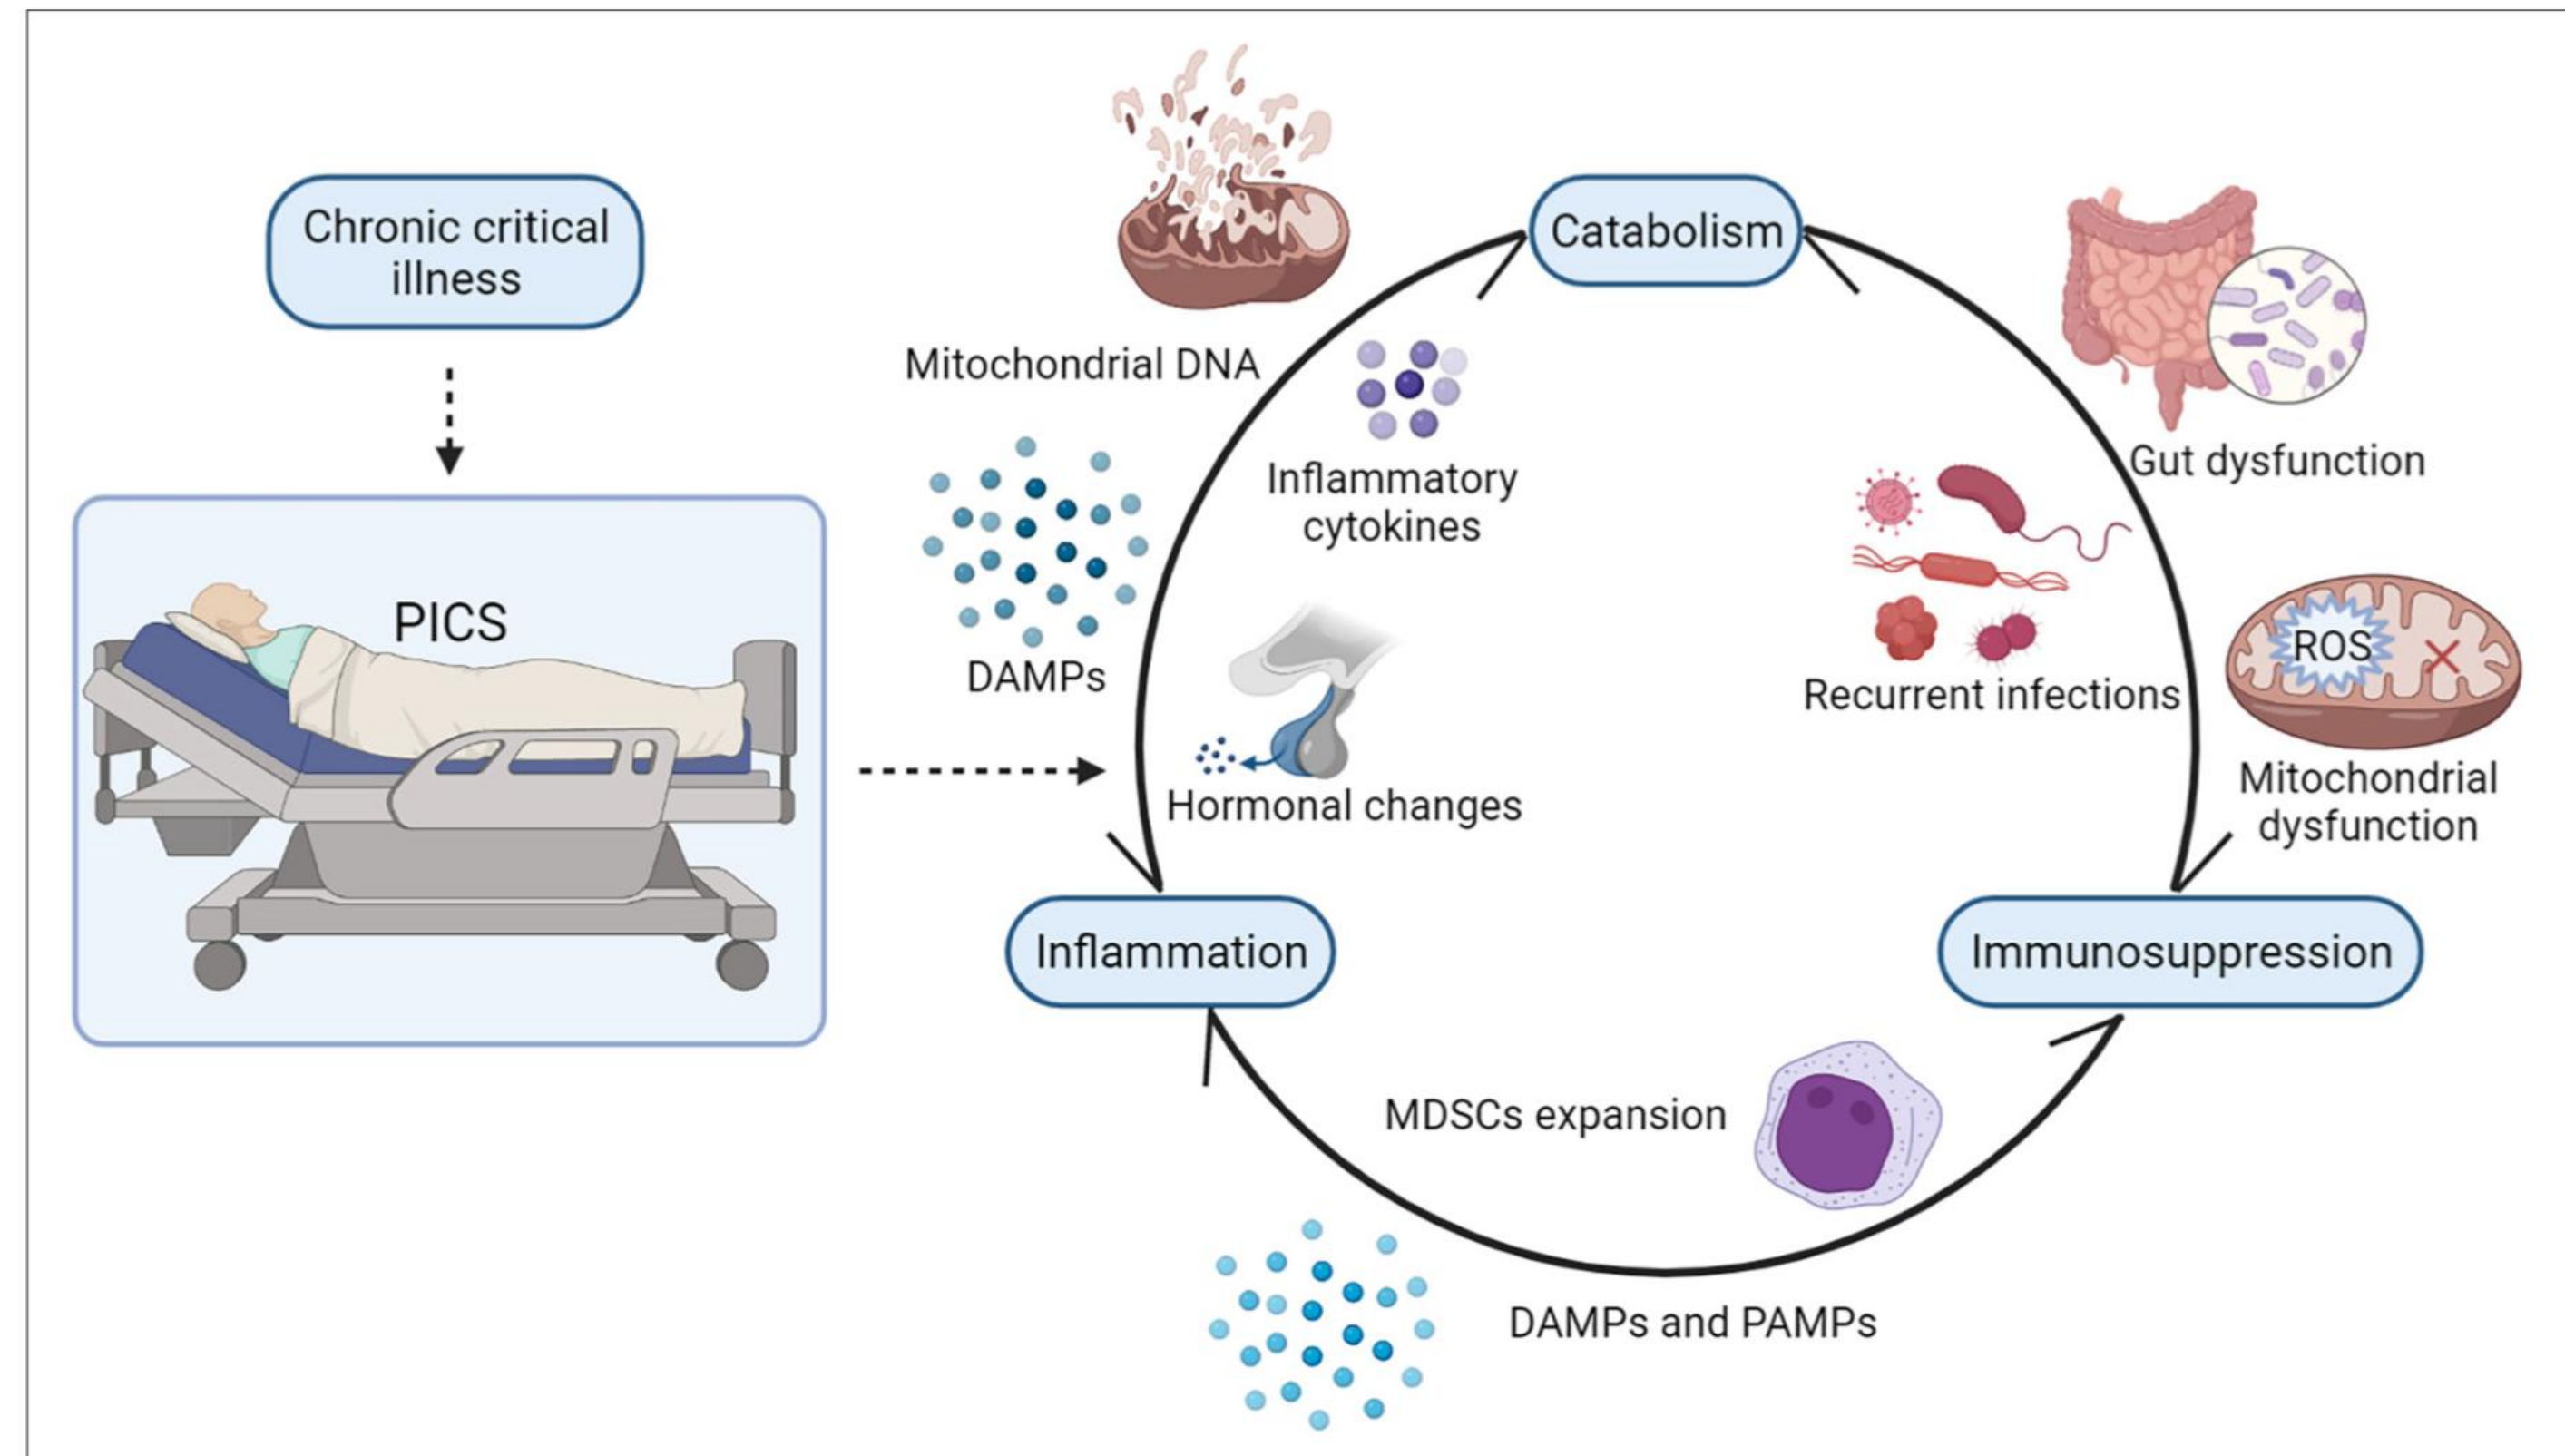 Chronic critical
illness
PICS
Catabolism
Mitochondrial DNA
Inflammatory
cytokines
DAMPs
Hormonal changes
Gut dysfunction
Recurrent infections
ROS
Mitochondrial
dysfunction
Inflammation
Immunosuppression
MDSCs expansion
DAMPs and PAMPs